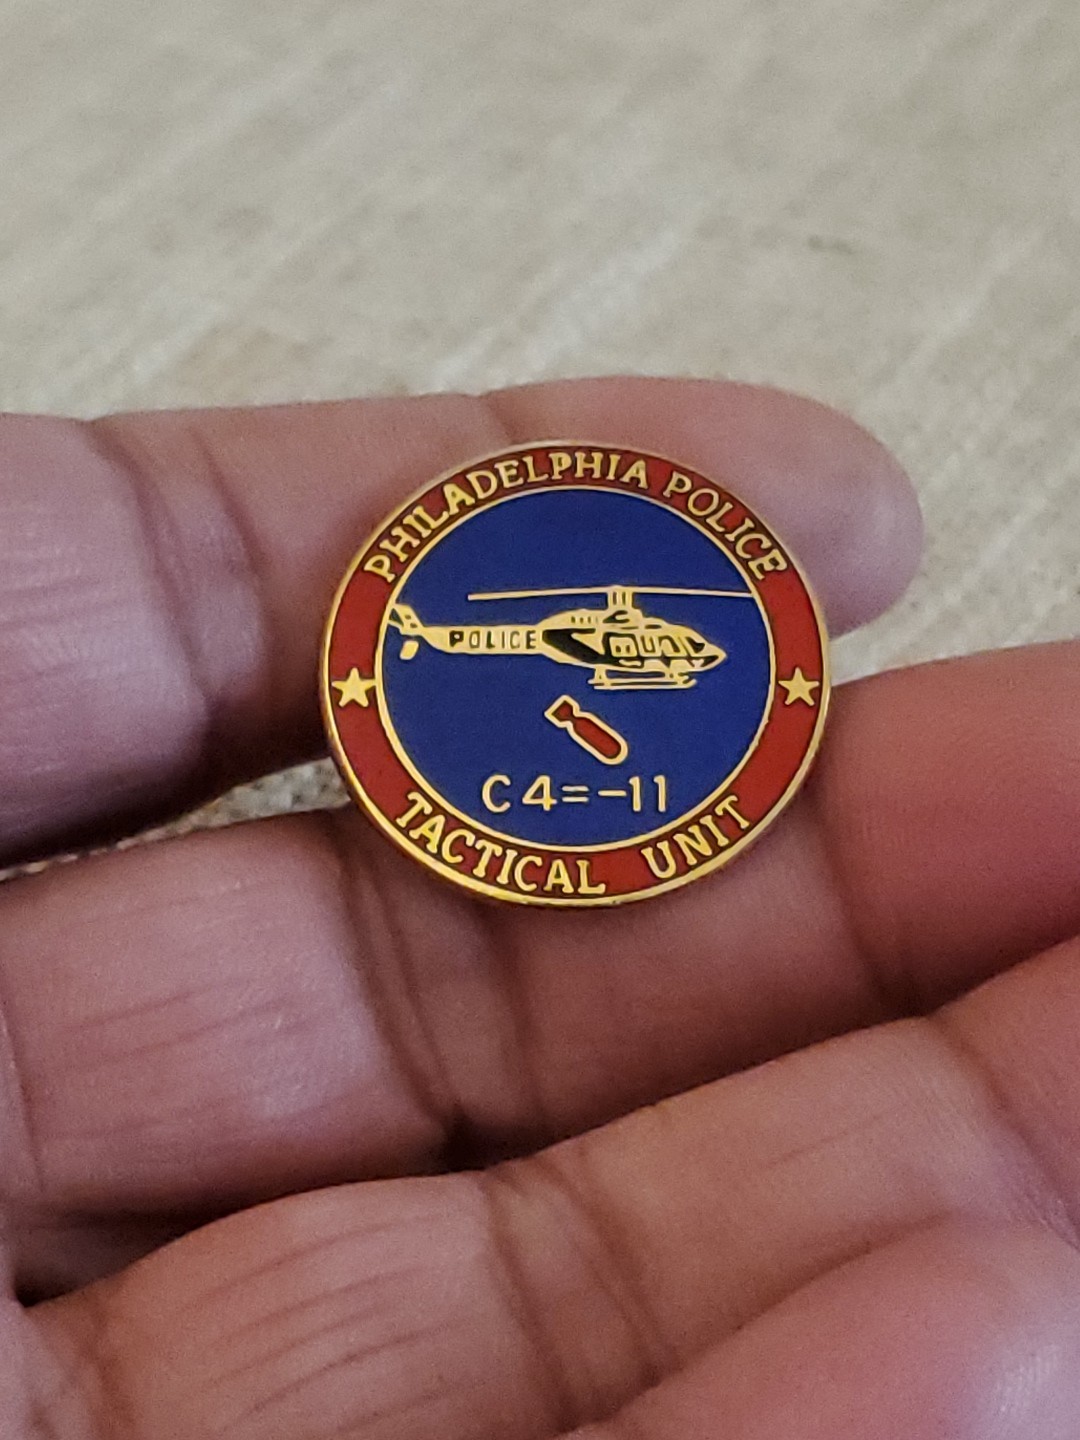 PHILADELPHIA POLICE
POLICE
C4=-11
TACTICAL UNIT